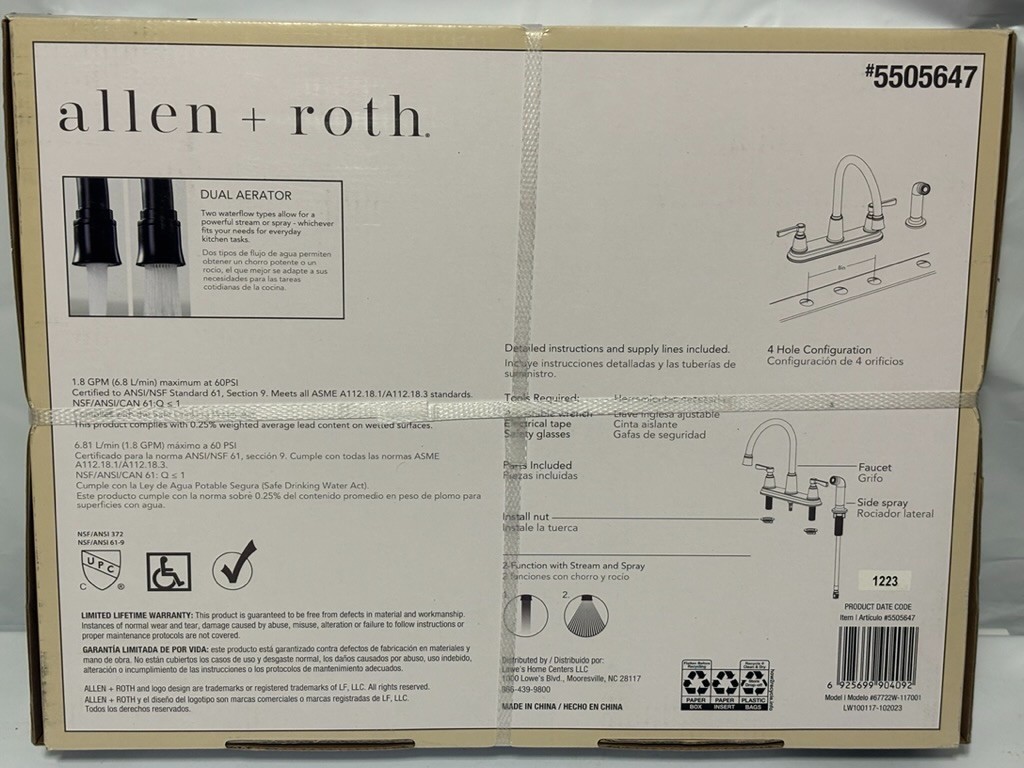 #5505647
allen + roth.
DUAL AERATOR
Two waterflow types allow for a
powerful stream or spray - whichever
fits your needs for everyday
kitchen tasks.
Dos tipos de flujo de agua permiten
obtener un chorro potente o un
rocío, el que mejor se adapte a sus
necesidades para las tareas
cotidianas de la cocina.
1.8 GPM (6.8 L/min) maximum at 60PSI
Certified to ANSI/NSF Standard 61, Section 9. Meets all ASME A112.18.1/A112.18.3 standards.
NSF/ANSI/CAN 61:Q ≤ 1
Complies with the Safe Drinking Water Act.
This product complies with 0.25% weighted average lead content on wetted surfaces.
6.81 L/min (1.8 GPM) máximo a 60 PSI
Certificado para la norma ANSI/NSF 61, sección 9. Cumple con todas las normas ASME
A112.18.1/A112.18.3.
NSF/ANSI/CAN 61: Q ≤ 1
Cumple con la Ley de Agua Potable Segura (Safe Drinking Water Act).
Este producto cumple con la norma sobre 0.25% del contenido promedio en peso de plomo para
superficies con agua.
NSF/ANSI 372
NSF/ANSI 61-9
UPC
C ®
LIMITED LIFETIME WARRANTY: This product is guaranteed to be free from defects in material and workmanship.
Instances of normal wear and tear, damage caused by abuse, misuse, alteration or failure to follow instructions or
proper maintenance protocols are not covered.
GARANTÍA LIMITADA DE POR VIDA: este producto está garantizado contra defectos de fabricación en materiales y
mano de obra. No están cubiertos los casos de uso y desgaste normal, los daños causados por abuso, uso indebido,
alteración o incumplimiento de las instrucciones o los protocolos de mantenimiento adecuados.
ALLEN + ROTH and logo design are trademarks or registered trademarks of LF, LLC. All rights reserved.
ALLEN + ROTH y el diseño del logotipo son marcas comerciales o marcas registradas de LF, LLC.
Todos los derechos reservados.
Detailed instructions and supply lines included.
Incluye instrucciones detalladas y las tuberías de
suministro.
4 Hole Configuration
Configuración de 4 orificios
Tools Required:
wrench Llave inglesa ajustable
Electrical tape Cinta aislante
Safety glasses Gafas de seguridad
Parts Included
Piezas incluidas
Faucet
Grifo
Side spray
Rociador lateral
Install nut
Instale la tuerca
2-Function with Stream and Spray
2 funciones con chorro y rocío
1. 2.
Distributed by / Distribuido por:
Lowe's Home Centers LLC
1000 Lowe's Blvd., Mooresville, NC 28117
866-439-9800
MADE IN CHINA / HECHO EN CHINA
PAPER PAPER PLASTIC
BOX INSERT BAGS
1223
PRODUCT DATE CODE
Item | Artículo #5505647
6 925699 904092
Model | Modelo #67722W-117001
LW100117-102023